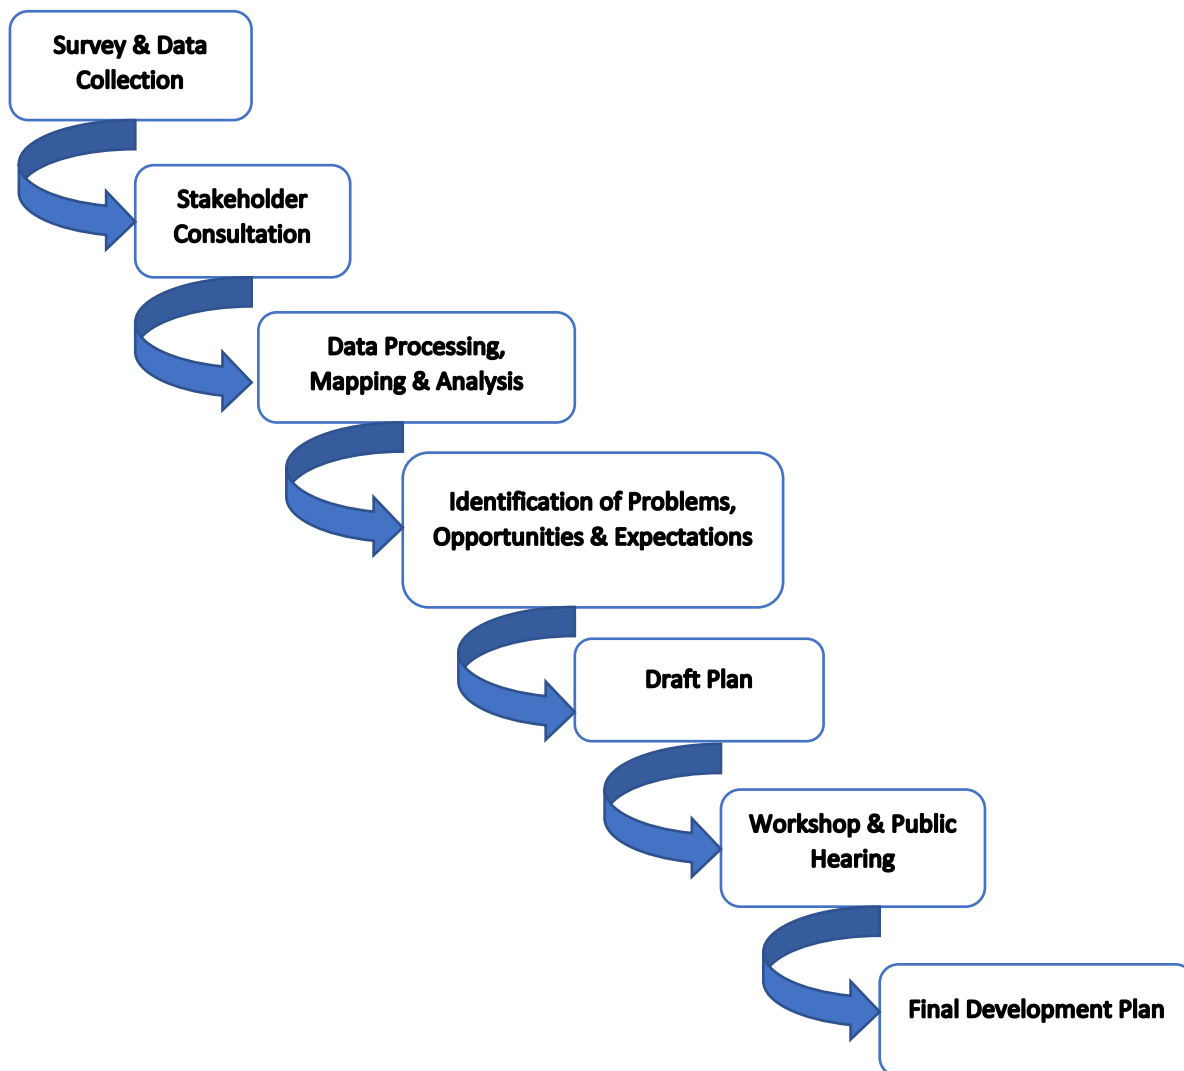 Survey & Data
Collection
Stakeholder
Consultation
Data Processing,
Mapping & Analysis
Identification of Problems,
Opportunities & Expectations
Draft Plan
Workshop & Public
Hearing
Final Development Plan